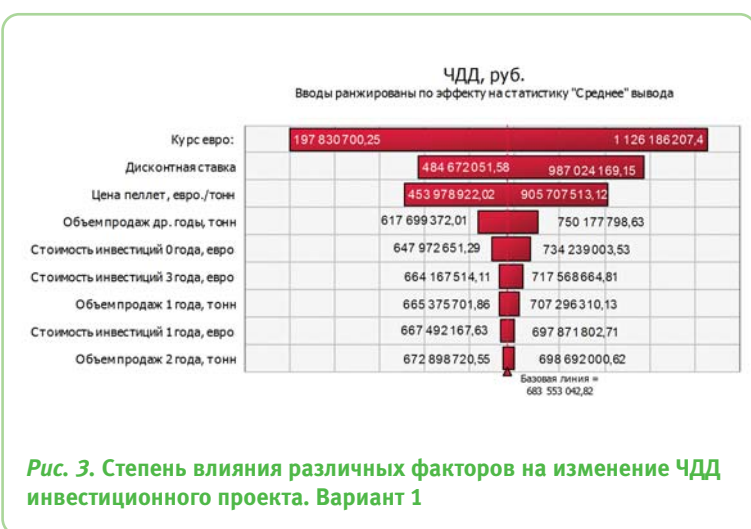 ЧДД, руб.
Вводы ранжированы по эффекту на статистику "Среднее" вывода
Курс евро: 197 830 700,25 1 126 186 207,4
Дисконтная ставка 484 672 051,58 987 024 169,15
Цена пеллет, евро./тонн 453 978 922,02 905 707 513,12
Объем продаж др. годы, тонн 617 699 372,01 750 177 798,63
Стоимость инвестиций 0 года, евро 647 972 651,29 734 239 003,53
Стоимость инвестиций 3 года, евро 664 167 514,11 717 568 664,81
Объем продаж 1 года, тонн 665 375 701,86 707 296 310,13
Стоимость инвестиций 1 года, евро 667 492 167,63 697 871 802,71
Объем продаж 2 года, тонн 672 898 720,55 698 692 000,62
Базовая линия =
683 553 042,82
Рис. 3. Степень влияния различных факторов на изменение ЧДД
инвестиционного проекта. Вариант 1